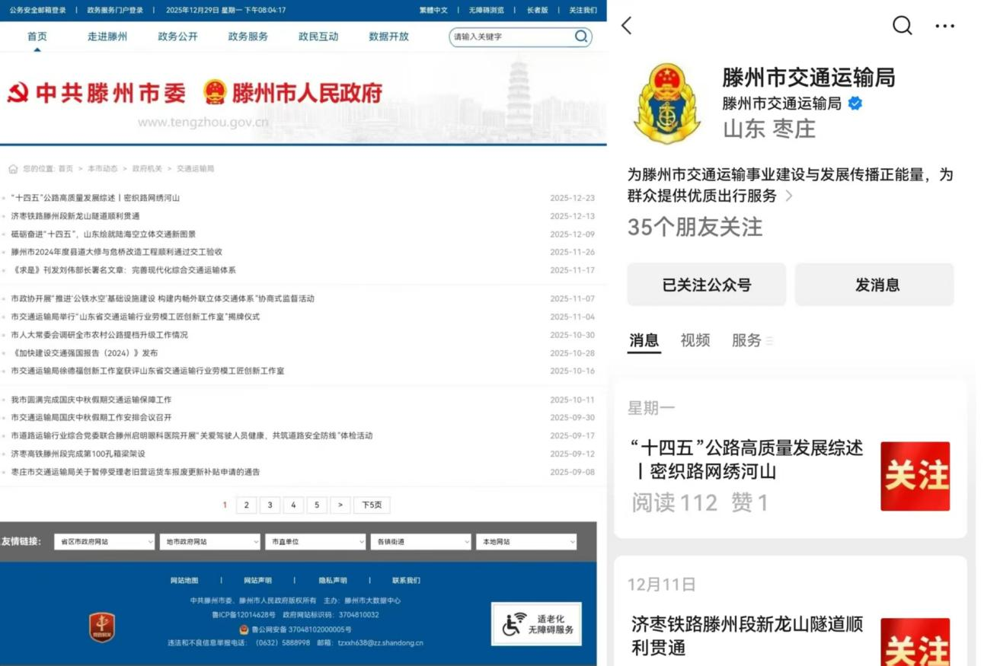 公务安全邮箱登录 | 政务服务门户登录 | 2025年12月29日 星期一 下午08:04:17 繁體中文 | 无障碍浏览 | 长者版 | 关注我们
首页 走进滕州 政务公开 政务服务 政民互动 数据开放 请输入关键字
中共滕州市委 滕州市人民政府
www.tengzhou.gov.cn
您的位置: 首页 > 本市动态 > 政府机关 > 交通运输局
“十四五”公路高质量发展综述丨密织路网绣河山 2025-12-23
济枣铁路滕州段新龙山隧道顺利贯通 2025-12-13
砥砺奋进“十四五”，山东绘就陆海空立体交通新图景 2025-12-09
滕州市2024年度县道大修与危桥改造工程顺利通过交工验收 2025-11-26
《求是》刊发刘伟部长署名文章：完善现代化综合交通运输体系 2025-11-17
市政协开展“推进‘公铁水空’基础设施建设 构建内畅外联立体交通体系”协商式监督活动 2025-11-07
市交通运输局举行“山东省交通运输行业劳模工匠创新工作室”揭牌仪式 2025-11-04
市人大常委会调研全市农村公路提档升级工作情况 2025-10-30
《加快建设交通强国报告（2024）》发布 2025-10-28
市交通运输局徐德福创新工作室获评山东省交通运输行业劳模工匠创新工作室 2025-10-16
我市圆满完成国庆中秋假期交通运输保障工作 2025-10-11
市交通运输局国庆中秋假期工作安排会议召开 2025-09-30
市道路运输行业综合党委联合滕州启明眼科医院开展“关爱驾驶人员健康、共筑道路安全防线”体检活动 2025-09-17
济枣高铁滕州段完成第100孔箱梁架设 2025-09-12
枣庄市交通运输局关于暂停受理老旧营运货车报废更新补贴申请的通告 2025-09-08
1 2 3 4 5 > 下5页
友情链接： 省区市政府网站 地市政府网站 市直单位 各镇街道 本地网站
网站地图 | 网站声明 | 隐私声明 | 联系我们
中共滕州市委、滕州市人民政府版权所有 主办：滕州市大数据中心
鲁ICP备12014628号 政府网站标识码：3704810032
鲁公网安备 37048102000005号
违法和不良信息举报电话：（0632）5888998 邮箱：tzxxh638@zz.shandong.cn
党政机关
适老化
无障碍服务
滕州市交通运输局
滕州市交通运输局
山东 枣庄
为滕州市交通运输事业建设与发展传播正能量，为
群众提供优质出行服务 >
35个朋友关注
已关注公众号 发消息
消息 视频 服务
星期一
“十四五”公路高质量发展综述
丨密织路网绣河山
阅读112 赞1
关注
12月11日
济枣铁路滕州段新龙山隧道顺
利贯通
关注